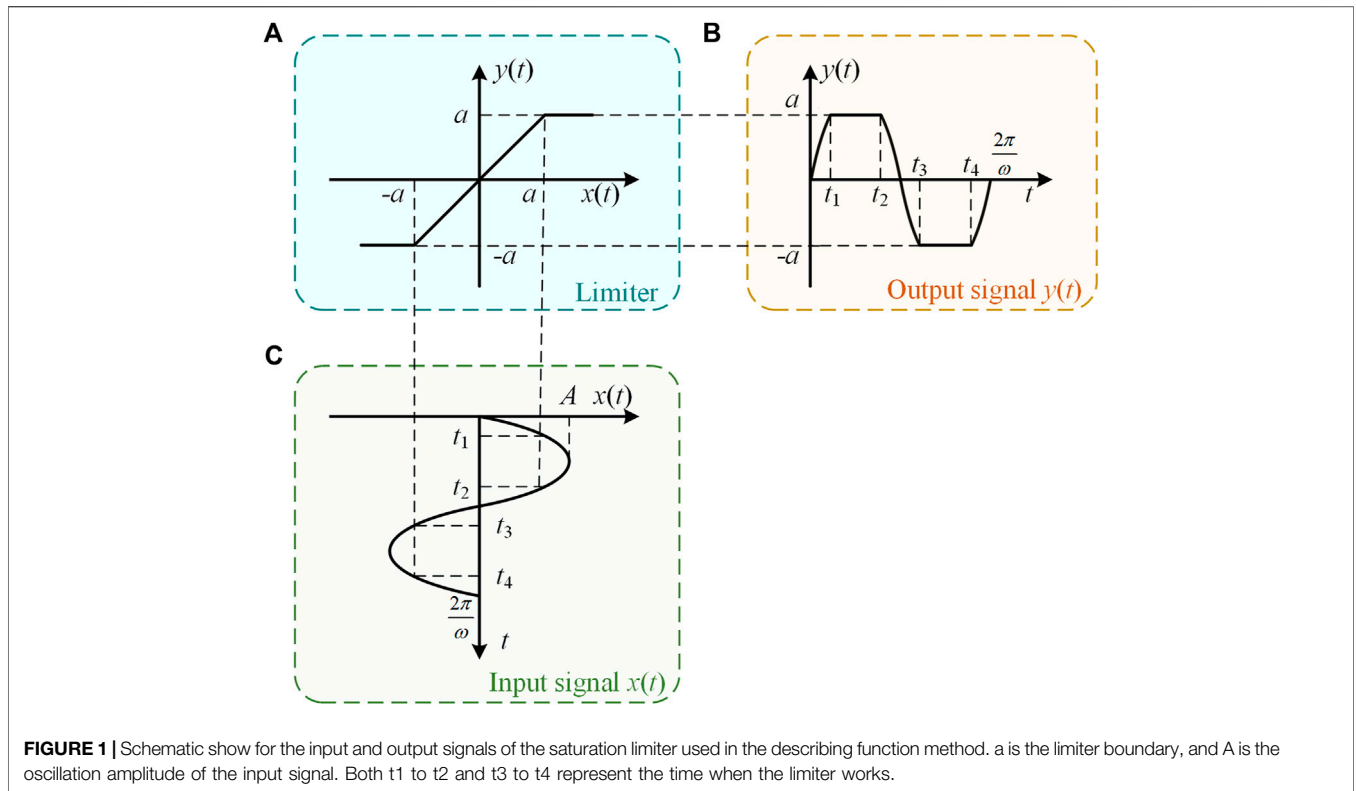 A
y(t)
a
-a
a
x(t)
-a
Limiter
B
y(t)
a
t1
t2
t3
t4
2π
ω
t
-a
Output signal y(t)
C
A
x(t)
t1
t2
t3
t4
2π
ω
t
Input signal x(t)
FIGURE 1 | Schematic show for the input and output signals of the saturation limiter used in the describing function method. a is the limiter boundary, and A is the
oscillation amplitude of the input signal. Both t1 to t2 and t3 to t4 represent the time when the limiter works.